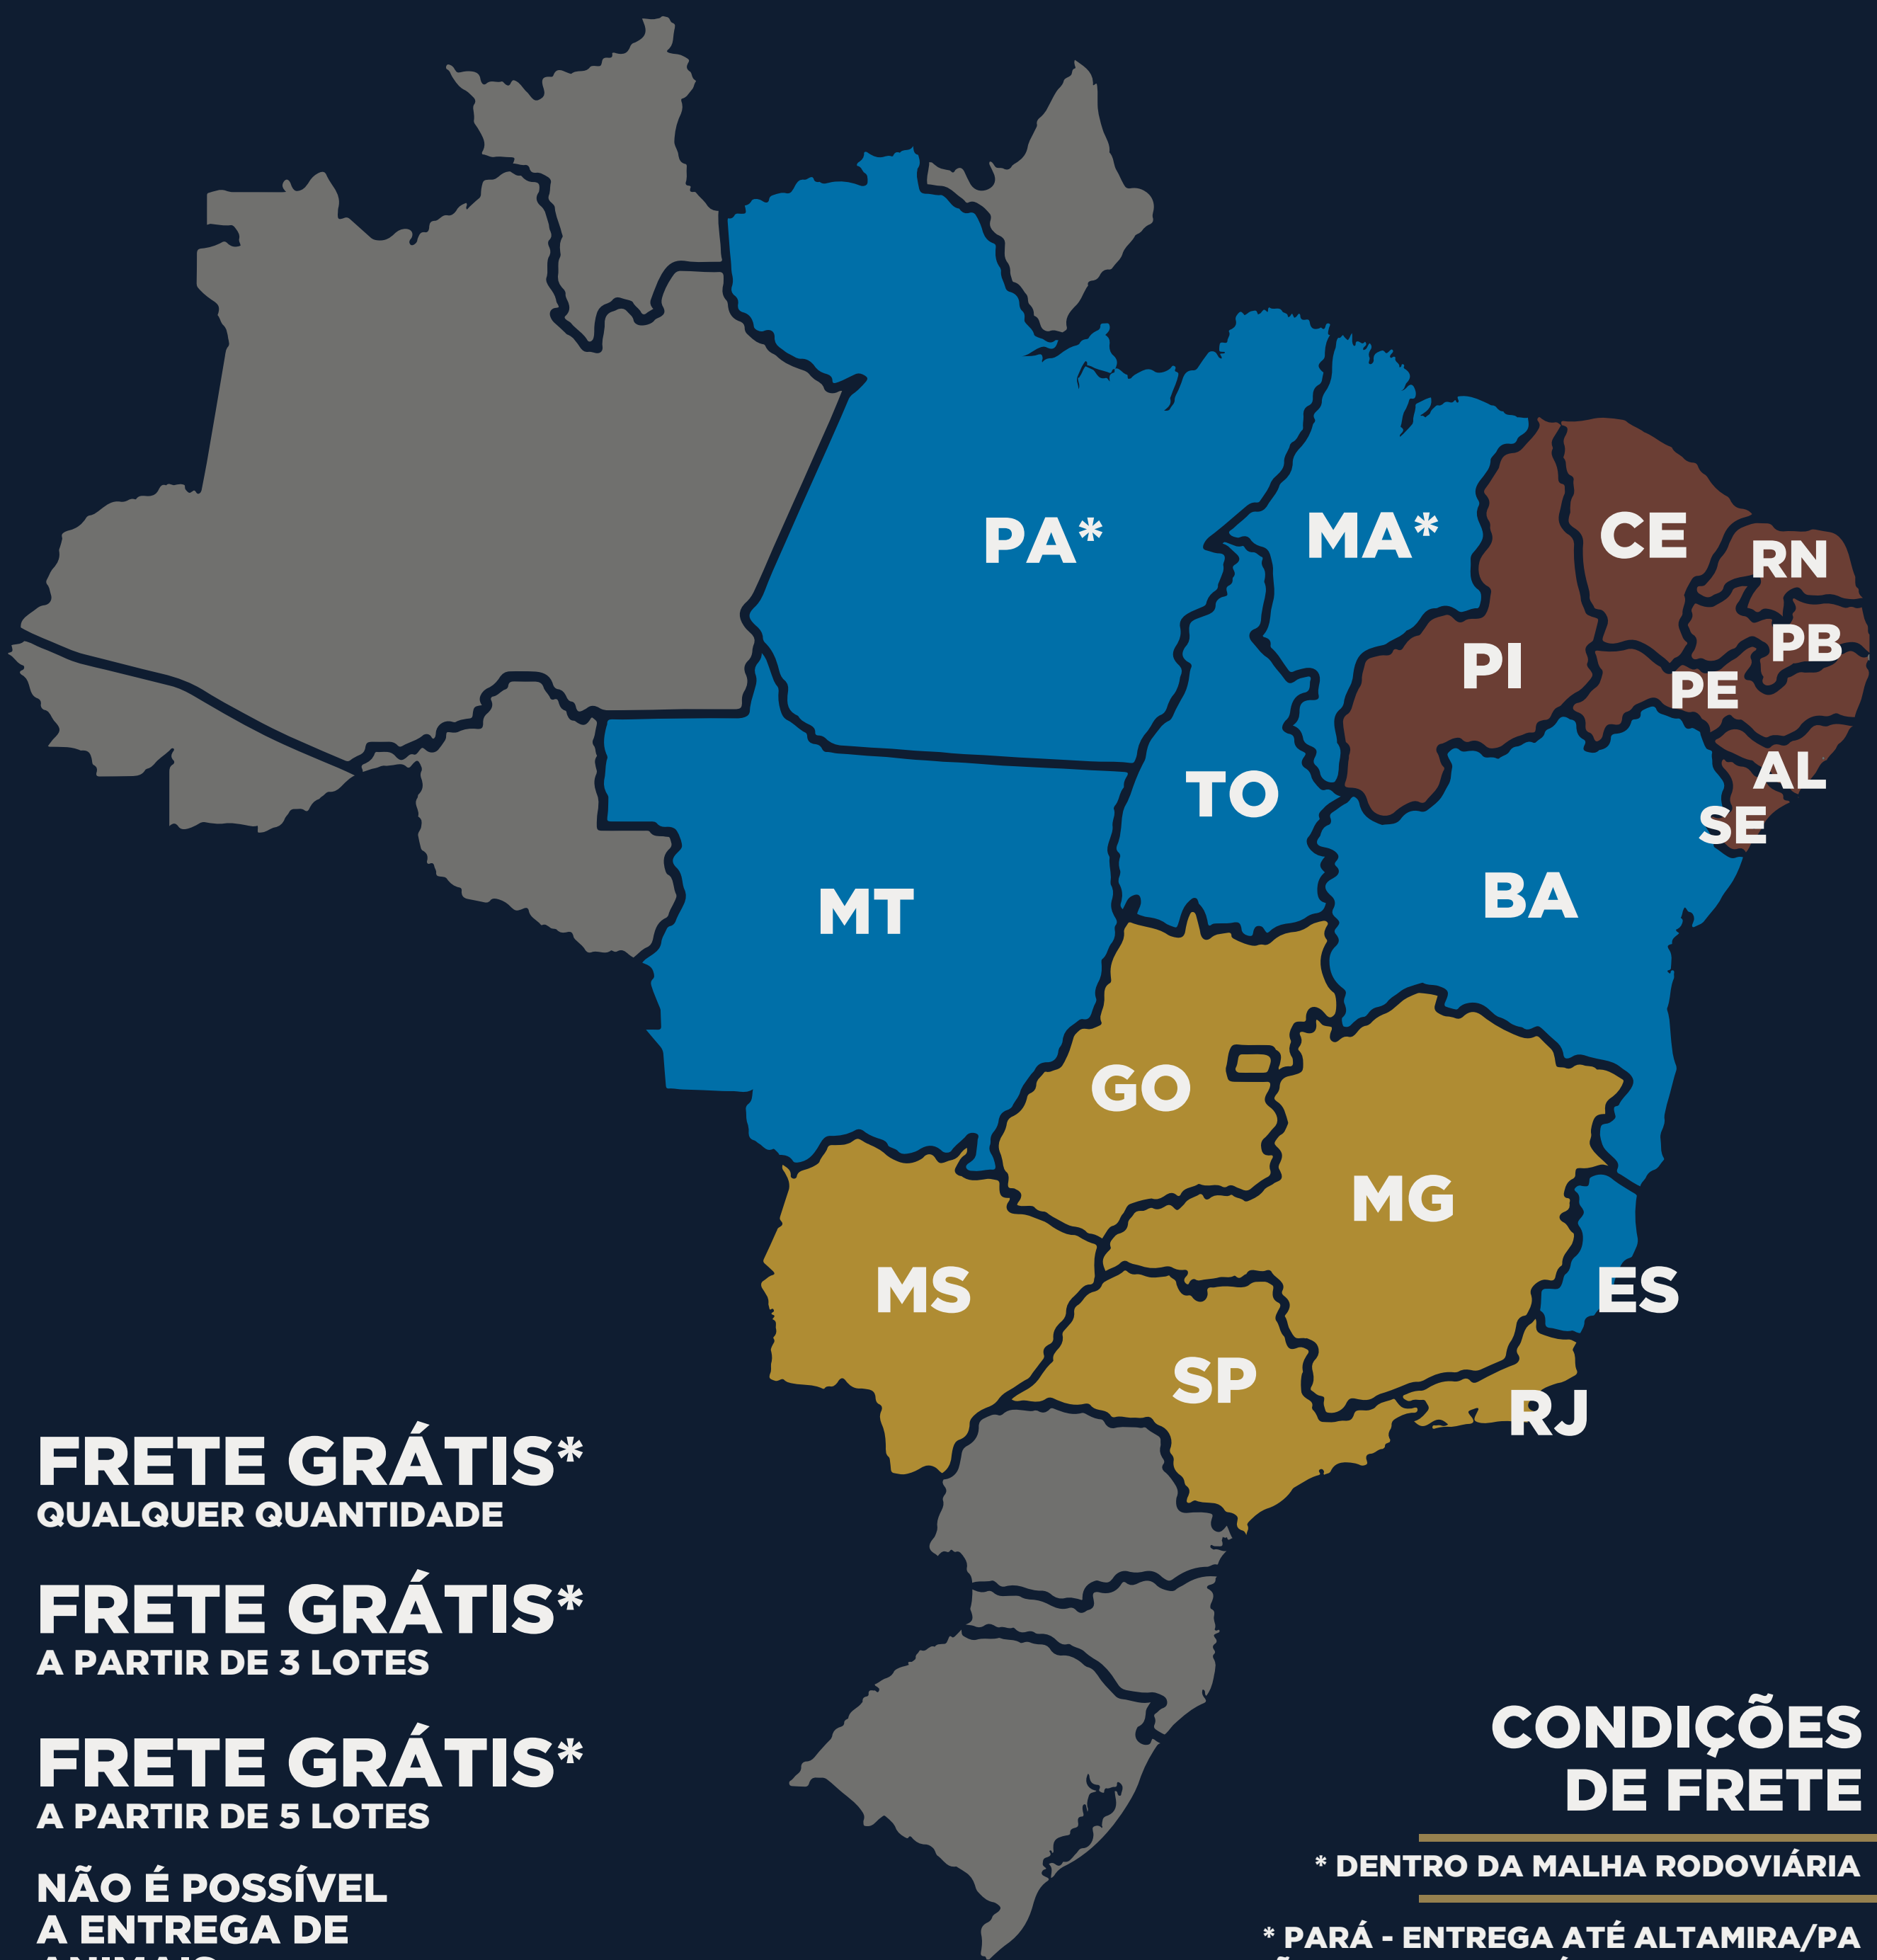 PA*
MA*
CE
RN
PB
PI
PE
AL
TO
SE
BA
MT
GO
MG
MS
ES
SP
RJ
FRETE GRÁTIS*
QUALQUER QUANTIDADE
FRETE GRÁTIS*
A PARTIR DE 3 LOTES
FRETE GRÁTIS*
A PARTIR DE 5 LOTES
NÃO É POSSÍVEL
A ENTREGA DE
CONDIÇÕES
DE FRETE
* DENTRO DA MALHA RODOVIÁRIA
* PARÁ - ENTREGA ATÉ ALTAMIRA/PA